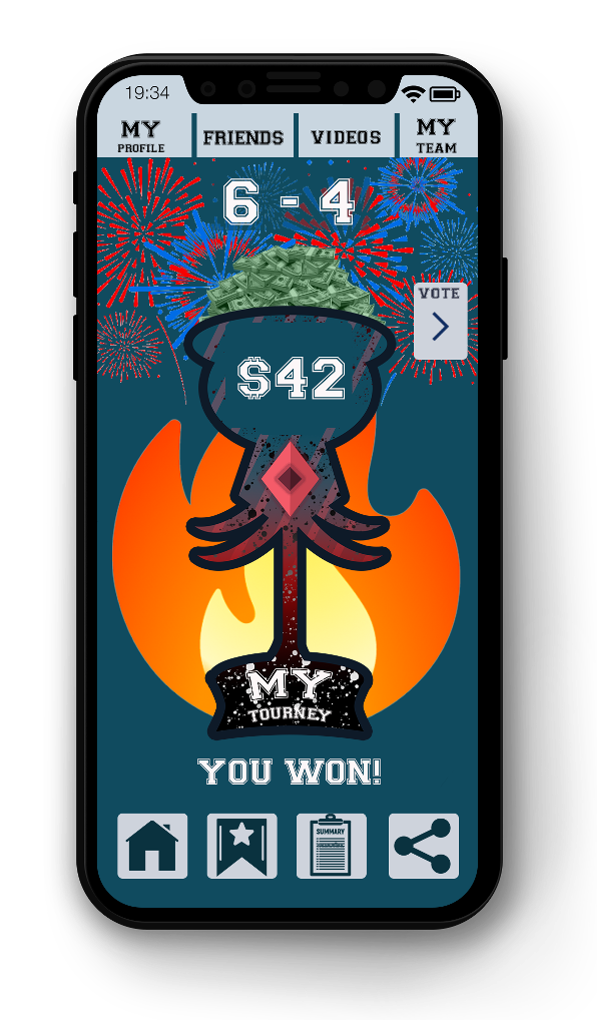 19:34
MY
PROFILE
FRIENDS
VIDEOS
MY
TEAM
6 - 4
VOTE
$42
MY
TOURNEY
YOU WON!
SUMMARY